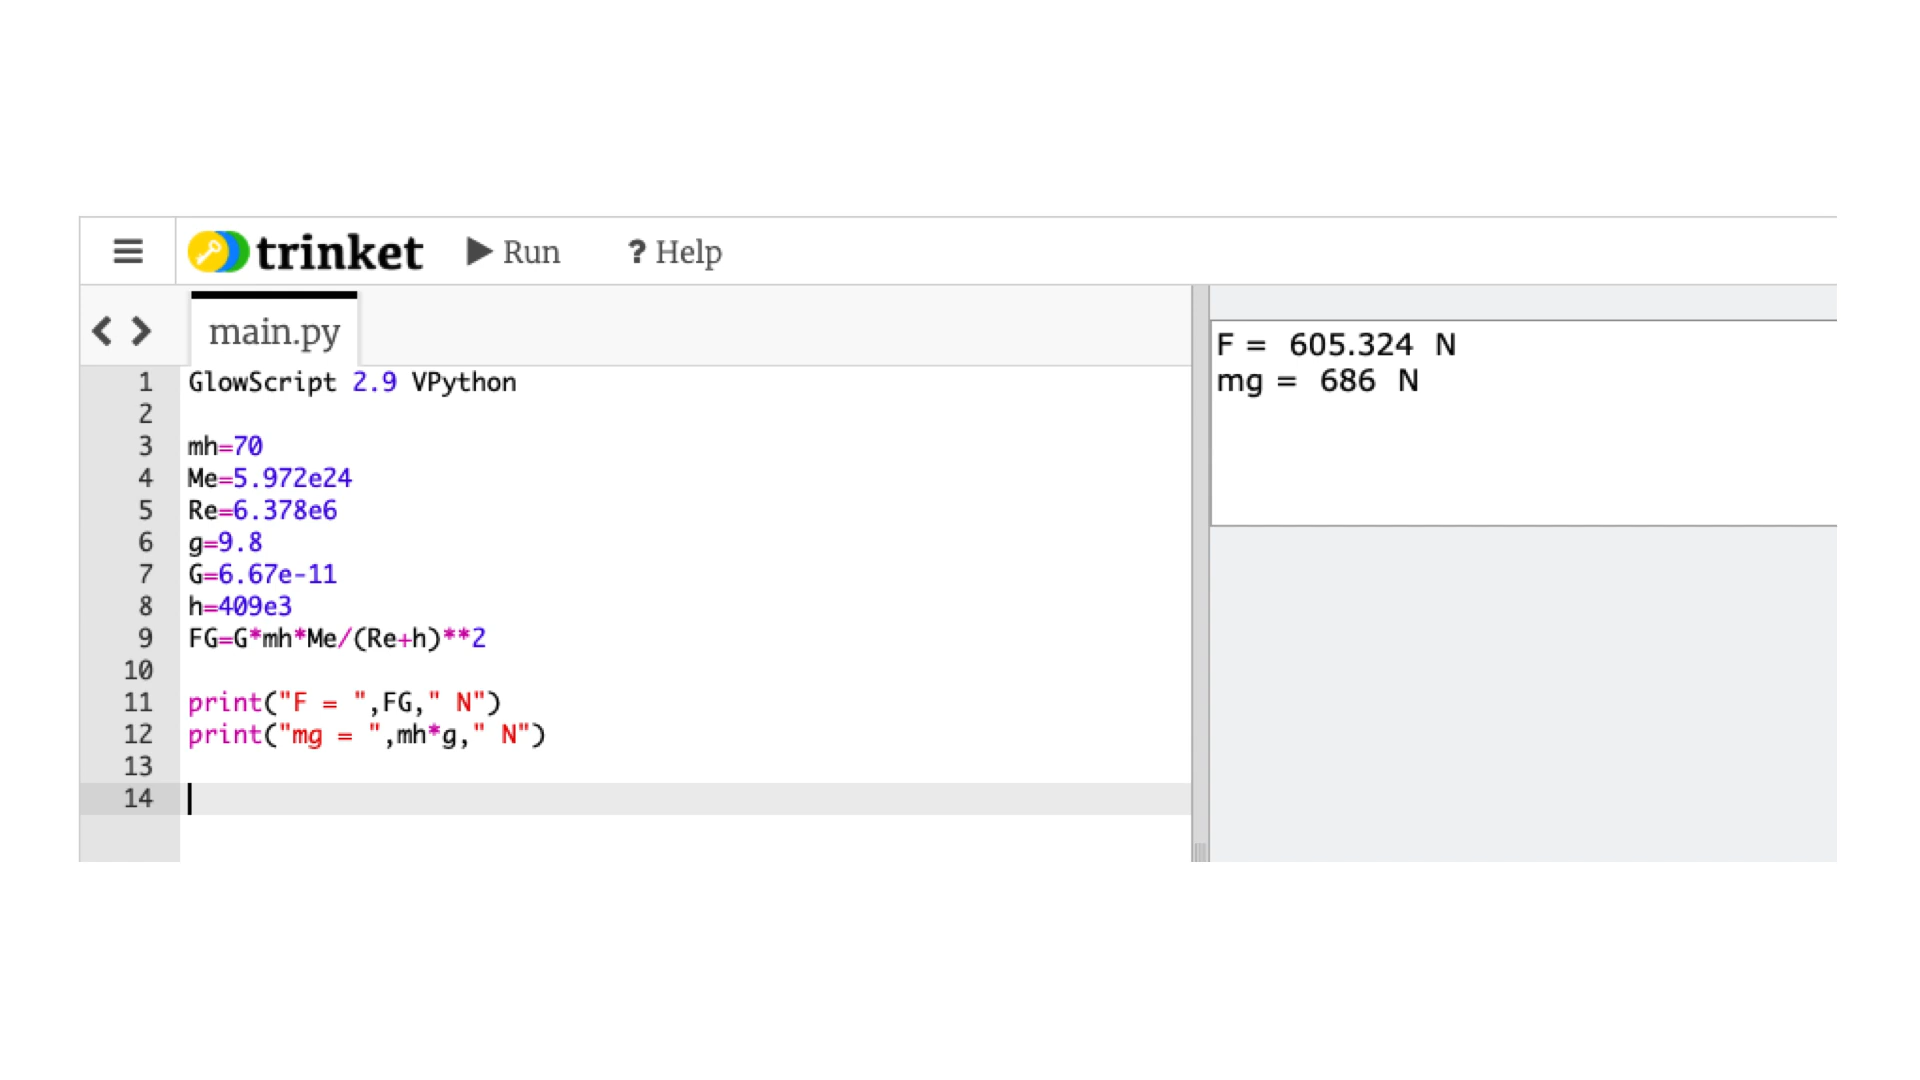 trinket Run ? Help
main.py
1 GlowScript 2.9 VPython
2
3 mh=70
4 Me=5.972e24
5 Re=6.378e6
6 g=9.8
7 G=6.67e-11
8 h=409e3
9 FG=G*mh*Me/(Re+h)**2
10
11 print("F = ",FG," N")
12 print("mg = ",mh*g," N")
13
14
F = 605.324 N
mg = 686 N